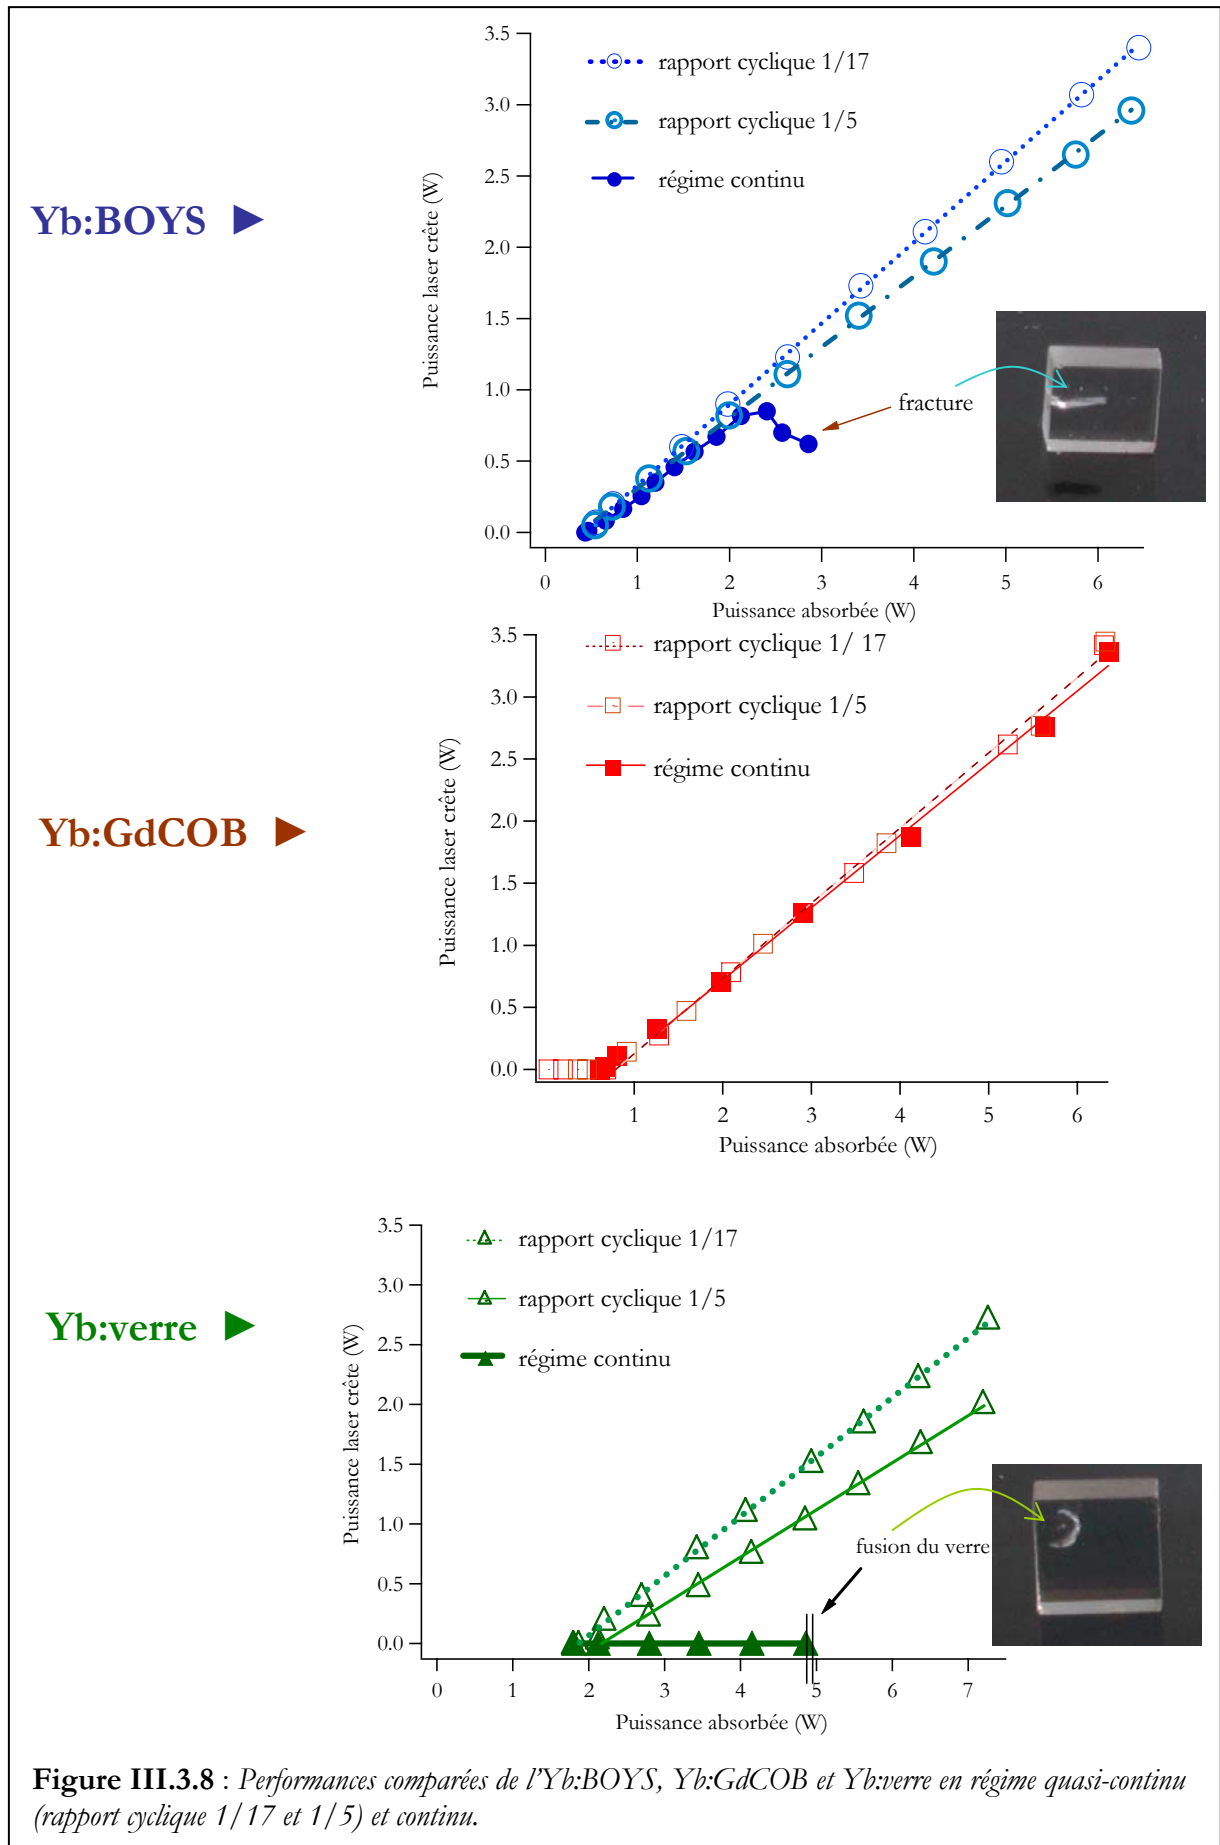 3.5
3.0
2.5
2.0
1.5
1.0
0.5
0.0
Puissance laser crête (W)
rapport cyclique 1/17
rapport cyclique 1/5
régime continu
Yb:BOYS ►
fracture
0 1 2 3 4 5 6
Puissance absorbée (W)
3.5
3.0
2.5
2.0
1.5
1.0
0.5
0.0
Puissance laser crête (W)
rapport cyclique 1/ 17
rapport cyclique 1/5
régime continu
Yb:GdCOB ►
1 2 3 4 5 6
Puissance absorbée (W)
3.5
3.0
2.5
2.0
1.5
1.0
0.5
0.0
Puissance laser crête (W)
rapport cyclique 1/17
rapport cyclique 1/5
régime continu
Yb:verre ►
fusion du verre
0 1 2 3 4 5 6 7
Puissance absorbée (W)
Figure III.3.8 : Performances comparées de l'Yb:BOYS, Yb:GdCOB et Yb:verre en régime quasi-continu
(rapport cyclique 1/17 et 1/5) et continu.